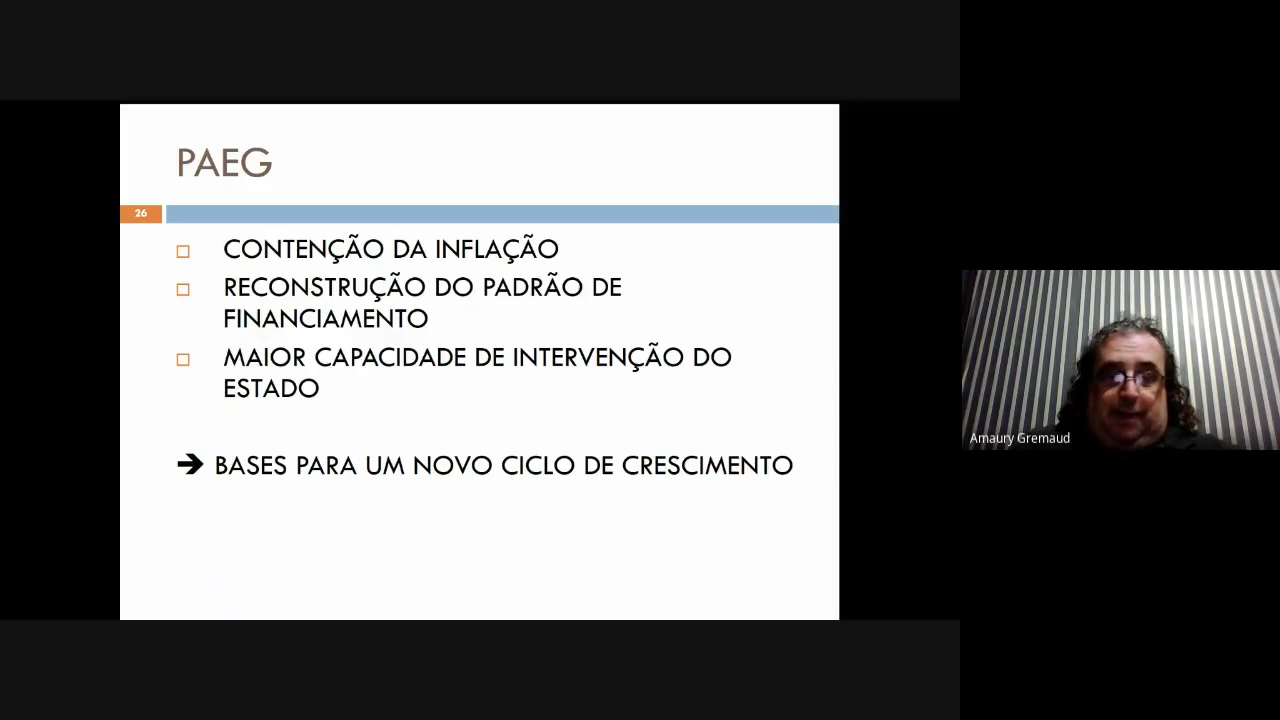 PAEG
26
CONTENÇÃO DA INFLAÇÃO
RECONSTRUÇÃO DO PADRÃO DE
FINANCIAMENTO
MAIOR CAPACIDADE DE INTERVENÇÃO DO
ESTADO
➔ BASES PARA UM NOVO CICLO DE CRESCIMENTO
Amaury Gremaud